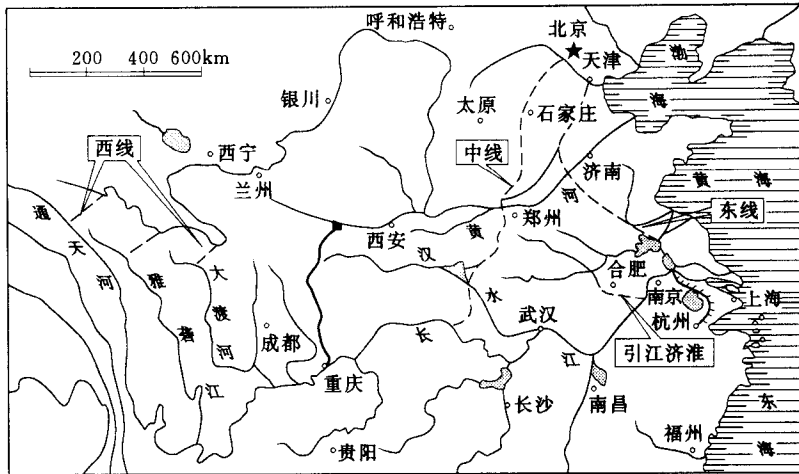 呼和浩特
北京
天津
渤海
200 400 600km
银川
太原
石家庄
西线
西宁
中线
兰州
济南
黄海
东线
西安
黄河
郑州
通天河
雅砻江
大渡河
汉水
合肥
南京
上海
杭州
成都
武汉
引江济淮
重庆
长江
长沙
南昌
贵阳
福州
东海